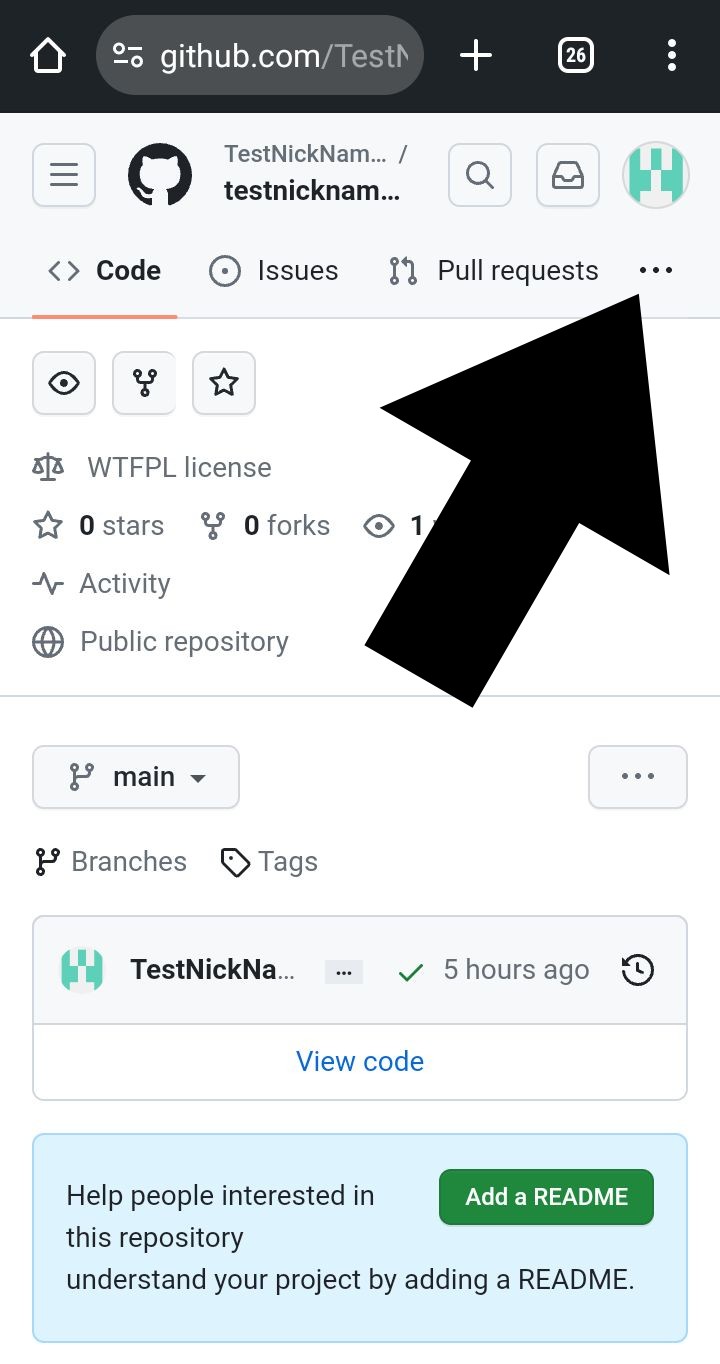 github.com/TestN
26
TestNickNam… /
testnicknam…
Code Issues Pull requests
WTFPL license
0 stars 0 forks 1
Activity
Public repository
main
Branches Tags
TestNickNa… 5 hours ago
View code
Help people interested in
this repository
understand your project by adding a README.
Add a README